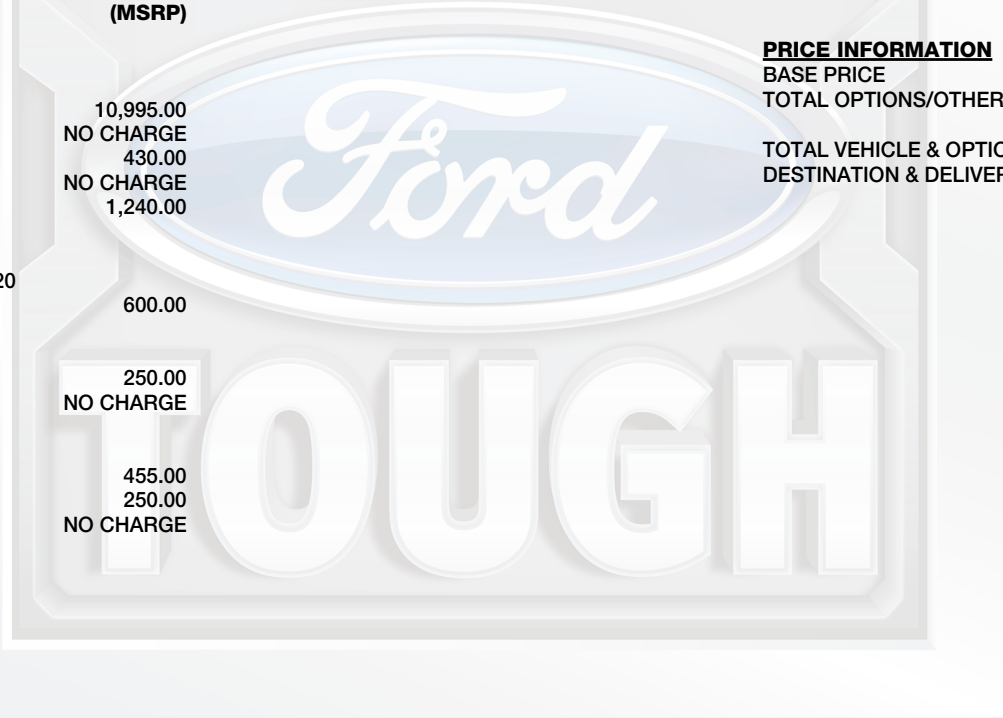 (MSRP)
10,995.00
NO CHARGE
430.00
NO CHARGE
1,240.00
20
600.00
250.00
NO CHARGE
455.00
250.00
NO CHARGE
PRICE INFORMATION
BASE PRICE
TOTAL OPTIONS/OTHER
TOTAL VEHICLE & OPTIO
DESTINATION & DELIVER
Ford
TOUGH